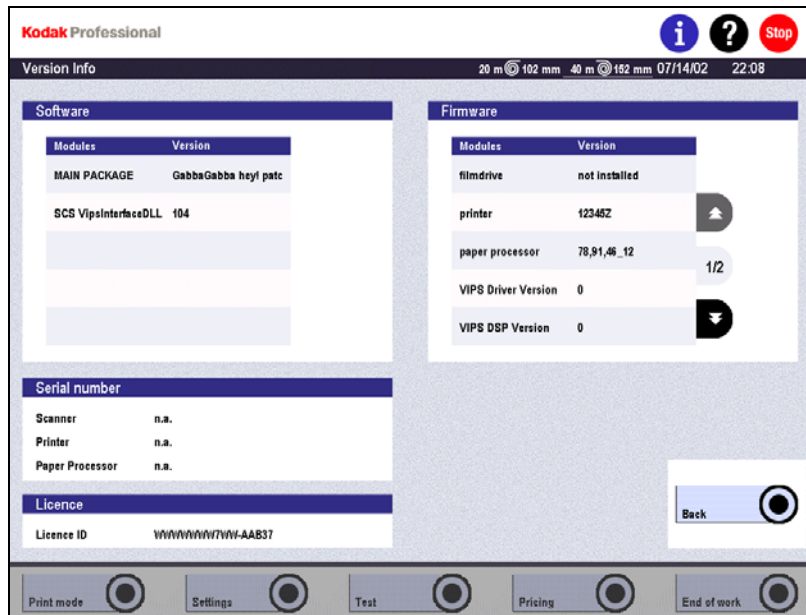 Kodak Professional
i ? Stop
Version Info 20 m 102 mm 40 m 152 mm 07/14/02 22:08
Software
Modules Version
MAIN PACKAGE GabbaGabba hey! patc
SCS VipsInterfaceDLL 104
Firmware
Modules Version
filmdrive not installed
printer 12345Z
paper processor 78,91,46_12
VIPS Driver Version 0
VIPS DSP Version 0
1/2
Serial number
Scanner n.a.
Printer n.a.
Paper Processor n.a.
Licence
Licence ID
Back
Print mode Settings Test Pricing End of work